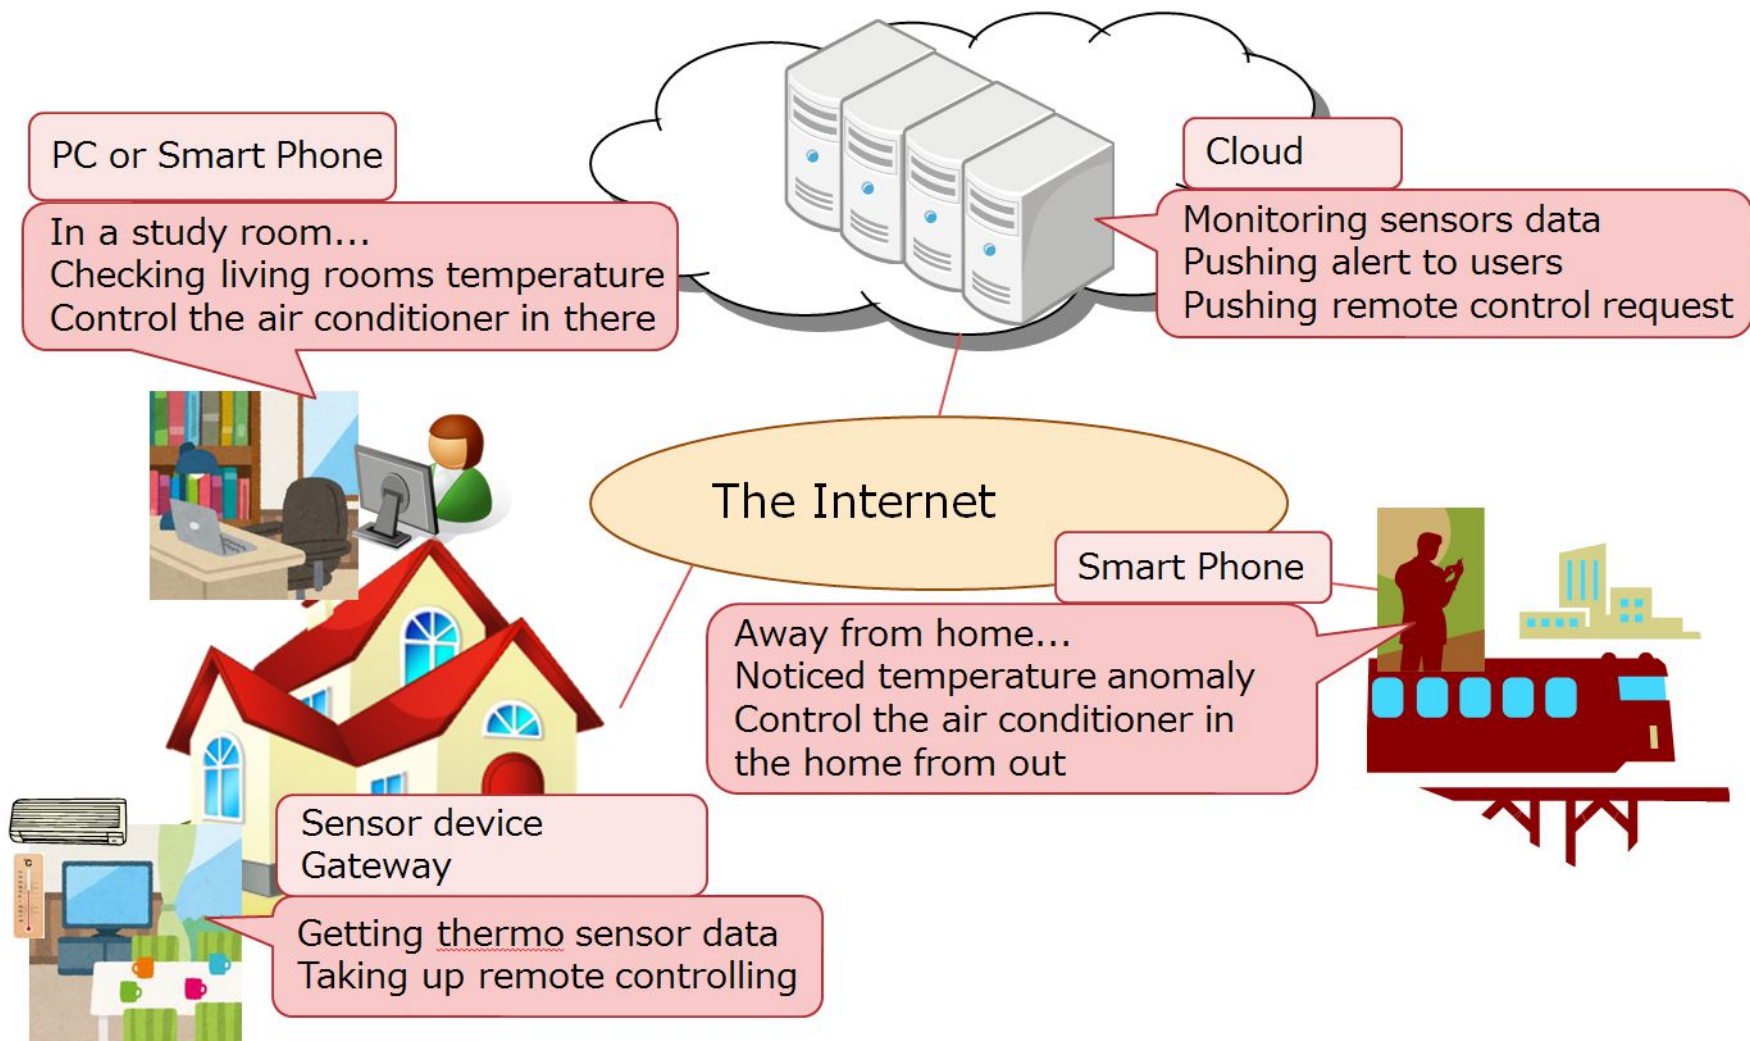 PC or Smart Phone
In a study room...
Checking living rooms temperature
Control the air conditioner in there
Cloud
Monitoring sensors data
Pushing alert to users
Pushing remote control request
The Internet
Smart Phone
Away from home...
Noticed temperature anomaly
Control the air conditioner in
the home from out
Sensor device
Gateway
Getting thermo sensor data
Taking up remote controlling
°C